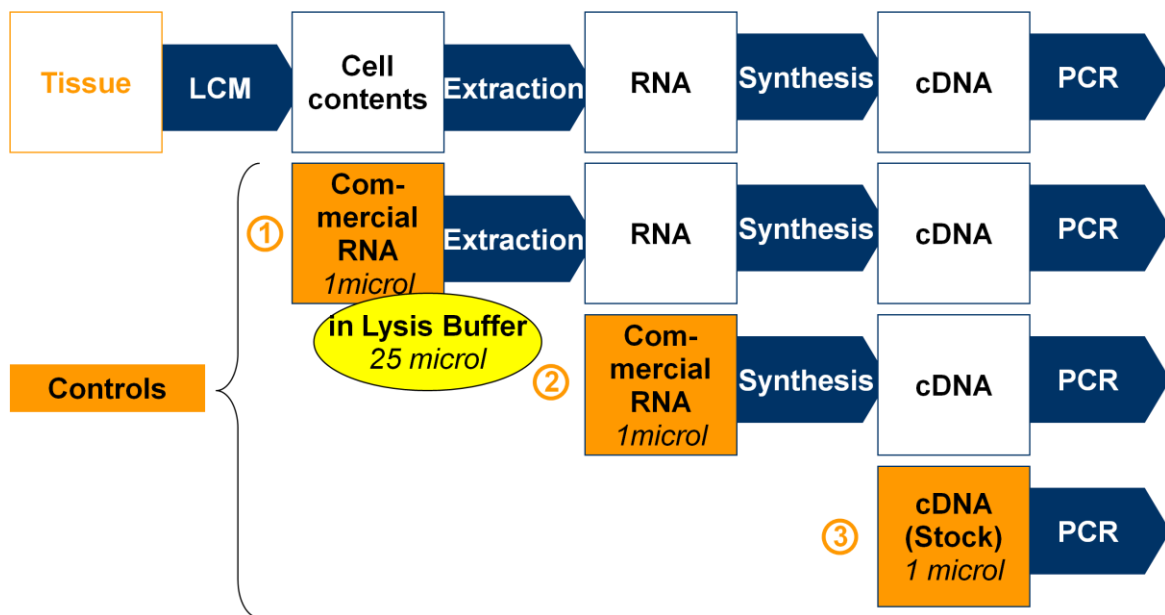 Tissue
LCM
Cell
contents
Extraction
RNA
Synthesis
cDNA
PCR
1
Com-
mercial
RNA
1microl
Extraction
RNA
Synthesis
cDNA
PCR
in Lysis Buffer
25 microl
Controls
2
Com-
mercial
RNA
1microl
Synthesis
cDNA
PCR
3
cDNA
(Stock)
1 microl
PCR